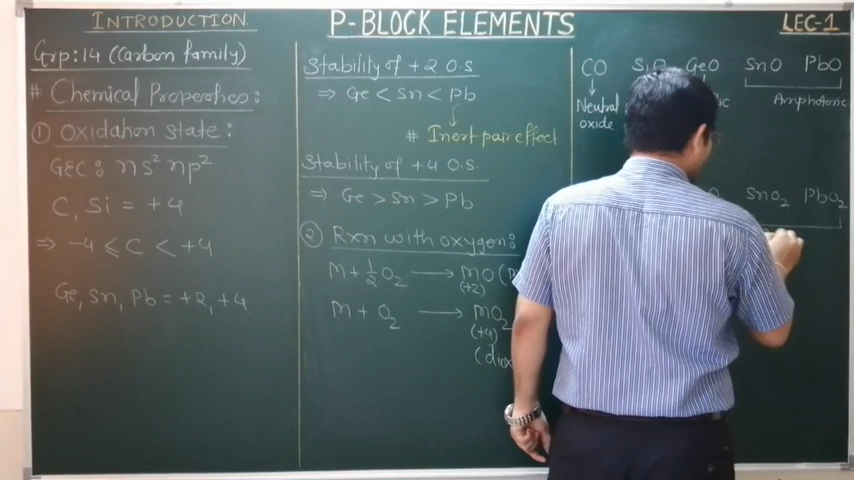 INTRODUCTION
P-BLOCK ELEMENTS
LEC-1
Grp:14 (Carbon family)
# Chemical Properties:
① Oxidation state:
GEC: ns² np²
C, Si = +4
⇒ -4 ≤ C < +4
Ge, Sn, Pb = +2, +4
Stability of +2 O.S
⇒ Ge < Sn < Pb
# Inert pair effect
Stability of +4 O.S.
⇒ Ge > Sn > Pb
② Rxn with oxygen:
M + ½ O₂ ⟶ MO
(+2)
M + O₂ ⟶ MO₂
(+4)
CO SiO GeO SnO PbO
Neutral oxide
Amphoteric
SnO₂ PbO₂